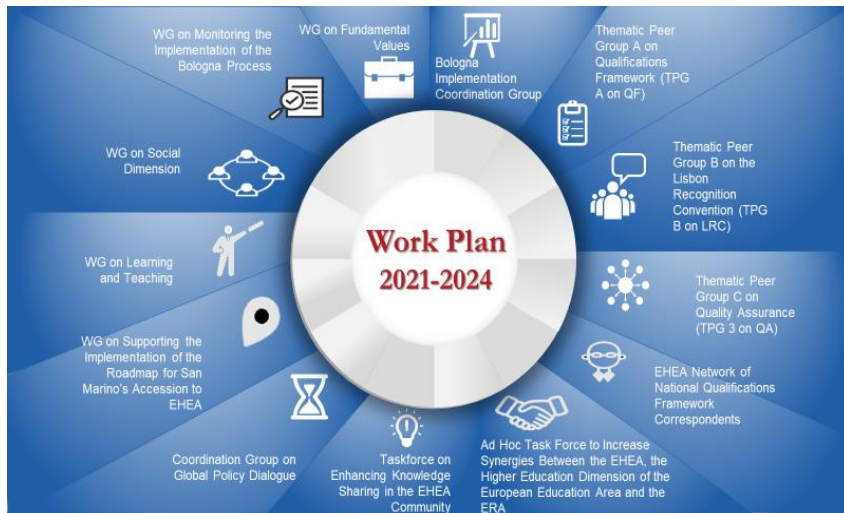 WG on Monitoring the
Implementation of the
Bologna Process
WG on Fundamental
Values
Bologna
Implementation
Coordination Group
Thematic Peer
Group A on
Qualifications
Framework (TPG
A on QF)
Thematic Peer
Group B on the
Lisbon
Recognition
Convention (TPG
B on LRC)
Thematic Peer
Group C on
Quality Assurance
(TPG 3 on QA)
EHEA Network of
National Qualifications
Framework
Correspondents
Ad Hoc Task Force to Increase
Synergies Between the EHEA, the
Higher Education Dimension of the
European Education Area and the
ERA
Taskforce on
Enhancing Knowledge
Sharing in the EHEA
Community
Coordination Group on
Global Policy Dialogue
WG on Supporting the
Implementation of the
Roadmap for San
Marino's Accession to
EHEA
WG on Learning
and Teaching
WG on Social
Dimension
Work Plan
2021-2024